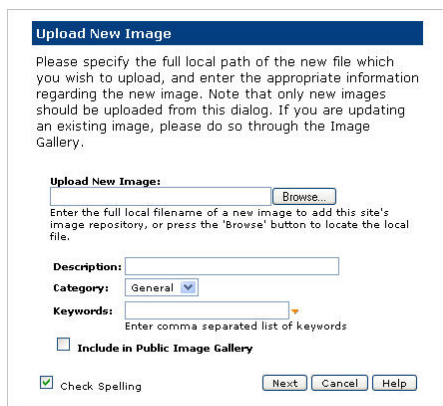 Upload New Image
Please specify the full local path of the new file which
you wish to upload, and enter the appropriate information
regarding the new image. Note that only new images
should be uploaded from this dialog. If you are updating
an existing image, please do so through the Image
Gallery.
Upload New Image:
Browse...
Enter the full local filename of a new image to add this site's
image repository, or press the 'Browse' button to locate the local
file.
Description:
Category: General
Keywords:
Enter comma separated list of keywords
Include in Public Image Gallery
Check Spelling Next Cancel Help